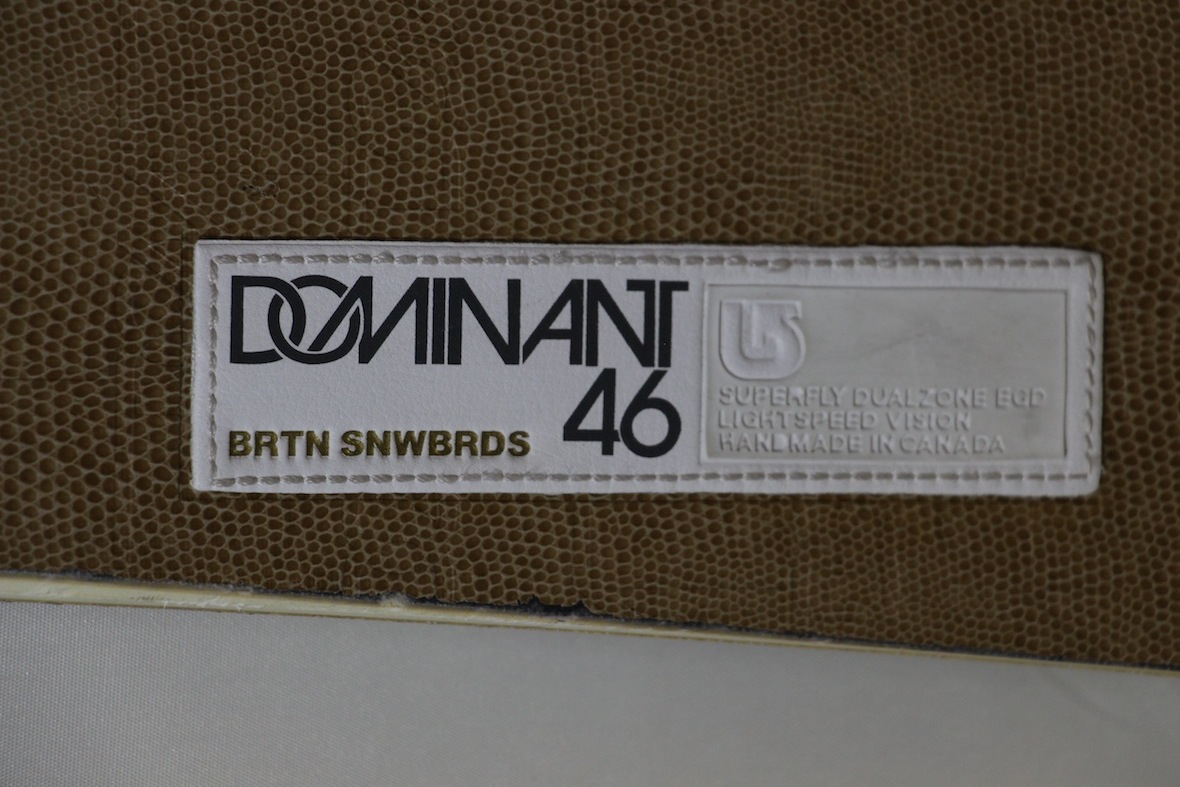 DOMINANT
46
BRTN SNWBRDS
SUPERFLY DUALZONE EGD
LIGHTSPEED VISION
HANDMADE IN CANADA